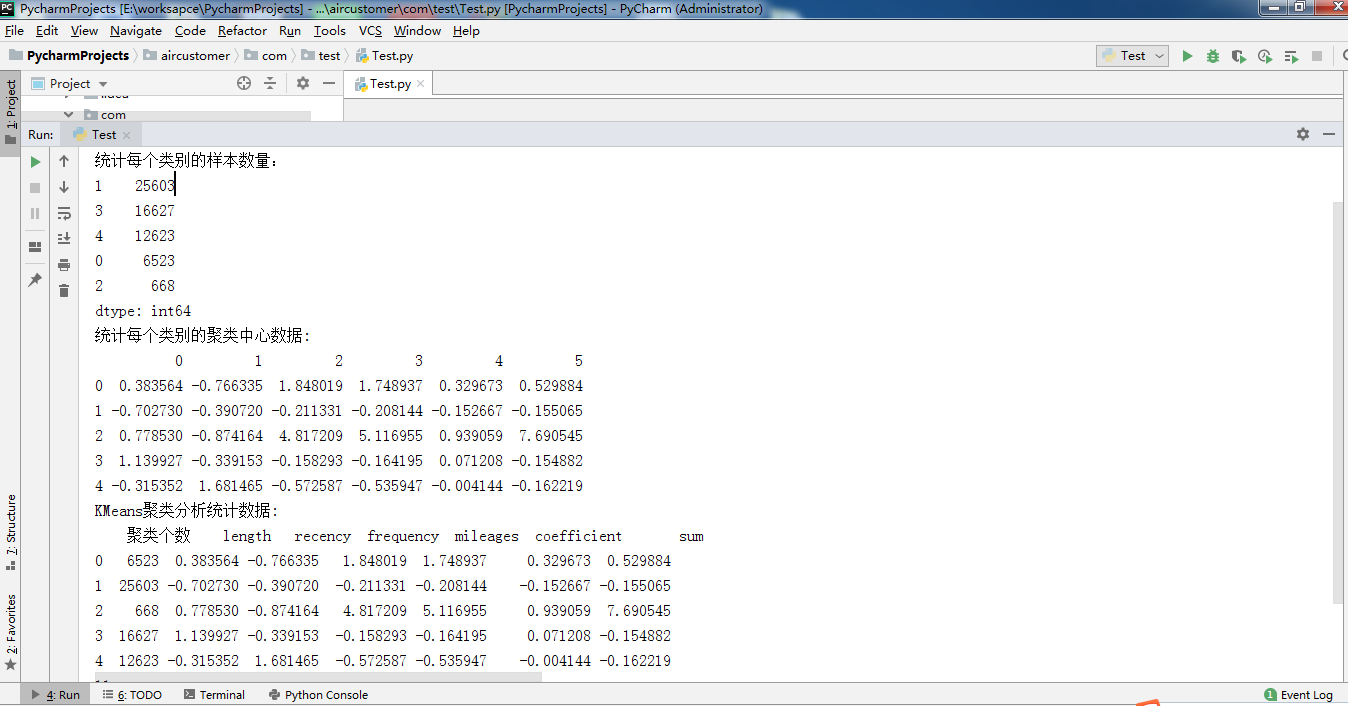 PycharmProjects [E:\worksapce\PycharmProjects] - ...\aircustomer\com\test\Test.py [PycharmProjects] - PyCharm (Administrator)
File Edit View Navigate Code Refactor Run Tools VCS Window Help
PycharmProjects aircustomer com test Test.py Test
1: Project Project Test.py
com
Run: Test
统计每个类别的样本数量:
1 25603
3 16627
4 12623
0 6523
2 668
dtype: int64
统计每个类别的聚类中心数据:
0 1 2 3 4 5
0 0.383564 -0.766335 1.848019 1.748937 0.329673 0.529884
1 -0.702730 -0.390720 -0.211331 -0.208144 -0.152667 -0.155065
2 0.778530 -0.874164 4.817209 5.116955 0.939059 7.690545
3 1.139927 -0.339153 -0.158293 -0.164195 0.071208 -0.154882
4 -0.315352 1.681465 -0.572587 -0.535947 -0.004144 -0.162219
KMeans聚类分析统计数据:
聚类个数 length recency frequency mileages coefficient sum
0 6523 0.383564 -0.766335 1.848019 1.748937 0.329673 0.529884
1 25603 -0.702730 -0.390720 -0.211331 -0.208144 -0.152667 -0.155065
2 668 0.778530 -0.874164 4.817209 5.116955 0.939059 7.690545
3 16627 1.139927 -0.339153 -0.158293 -0.164195 0.071208 -0.154882
4 12623 -0.315352 1.681465 -0.572587 -0.535947 -0.004144 -0.162219
7: Structure
2: Favorites
4: Run 6: TODO Terminal Python Console 1 Event Log